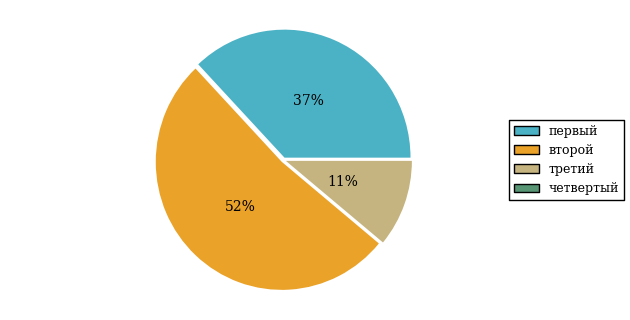 37%
52%
11%
первый
второй
третий
четвертый